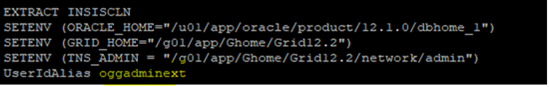 EXTRACT INSISCLN
SETENV (ORACLE_HOME="/u01/app/oracle/product/12.1.0/dbhome_1")
SETENV (GRID_HOME="/g01/app/Ghome/Grid12.2")
SETENV (TNS_ADMIN = "/g01/app/Ghome/Grid12.2/network/admin")
UserIdAlias oggadminext